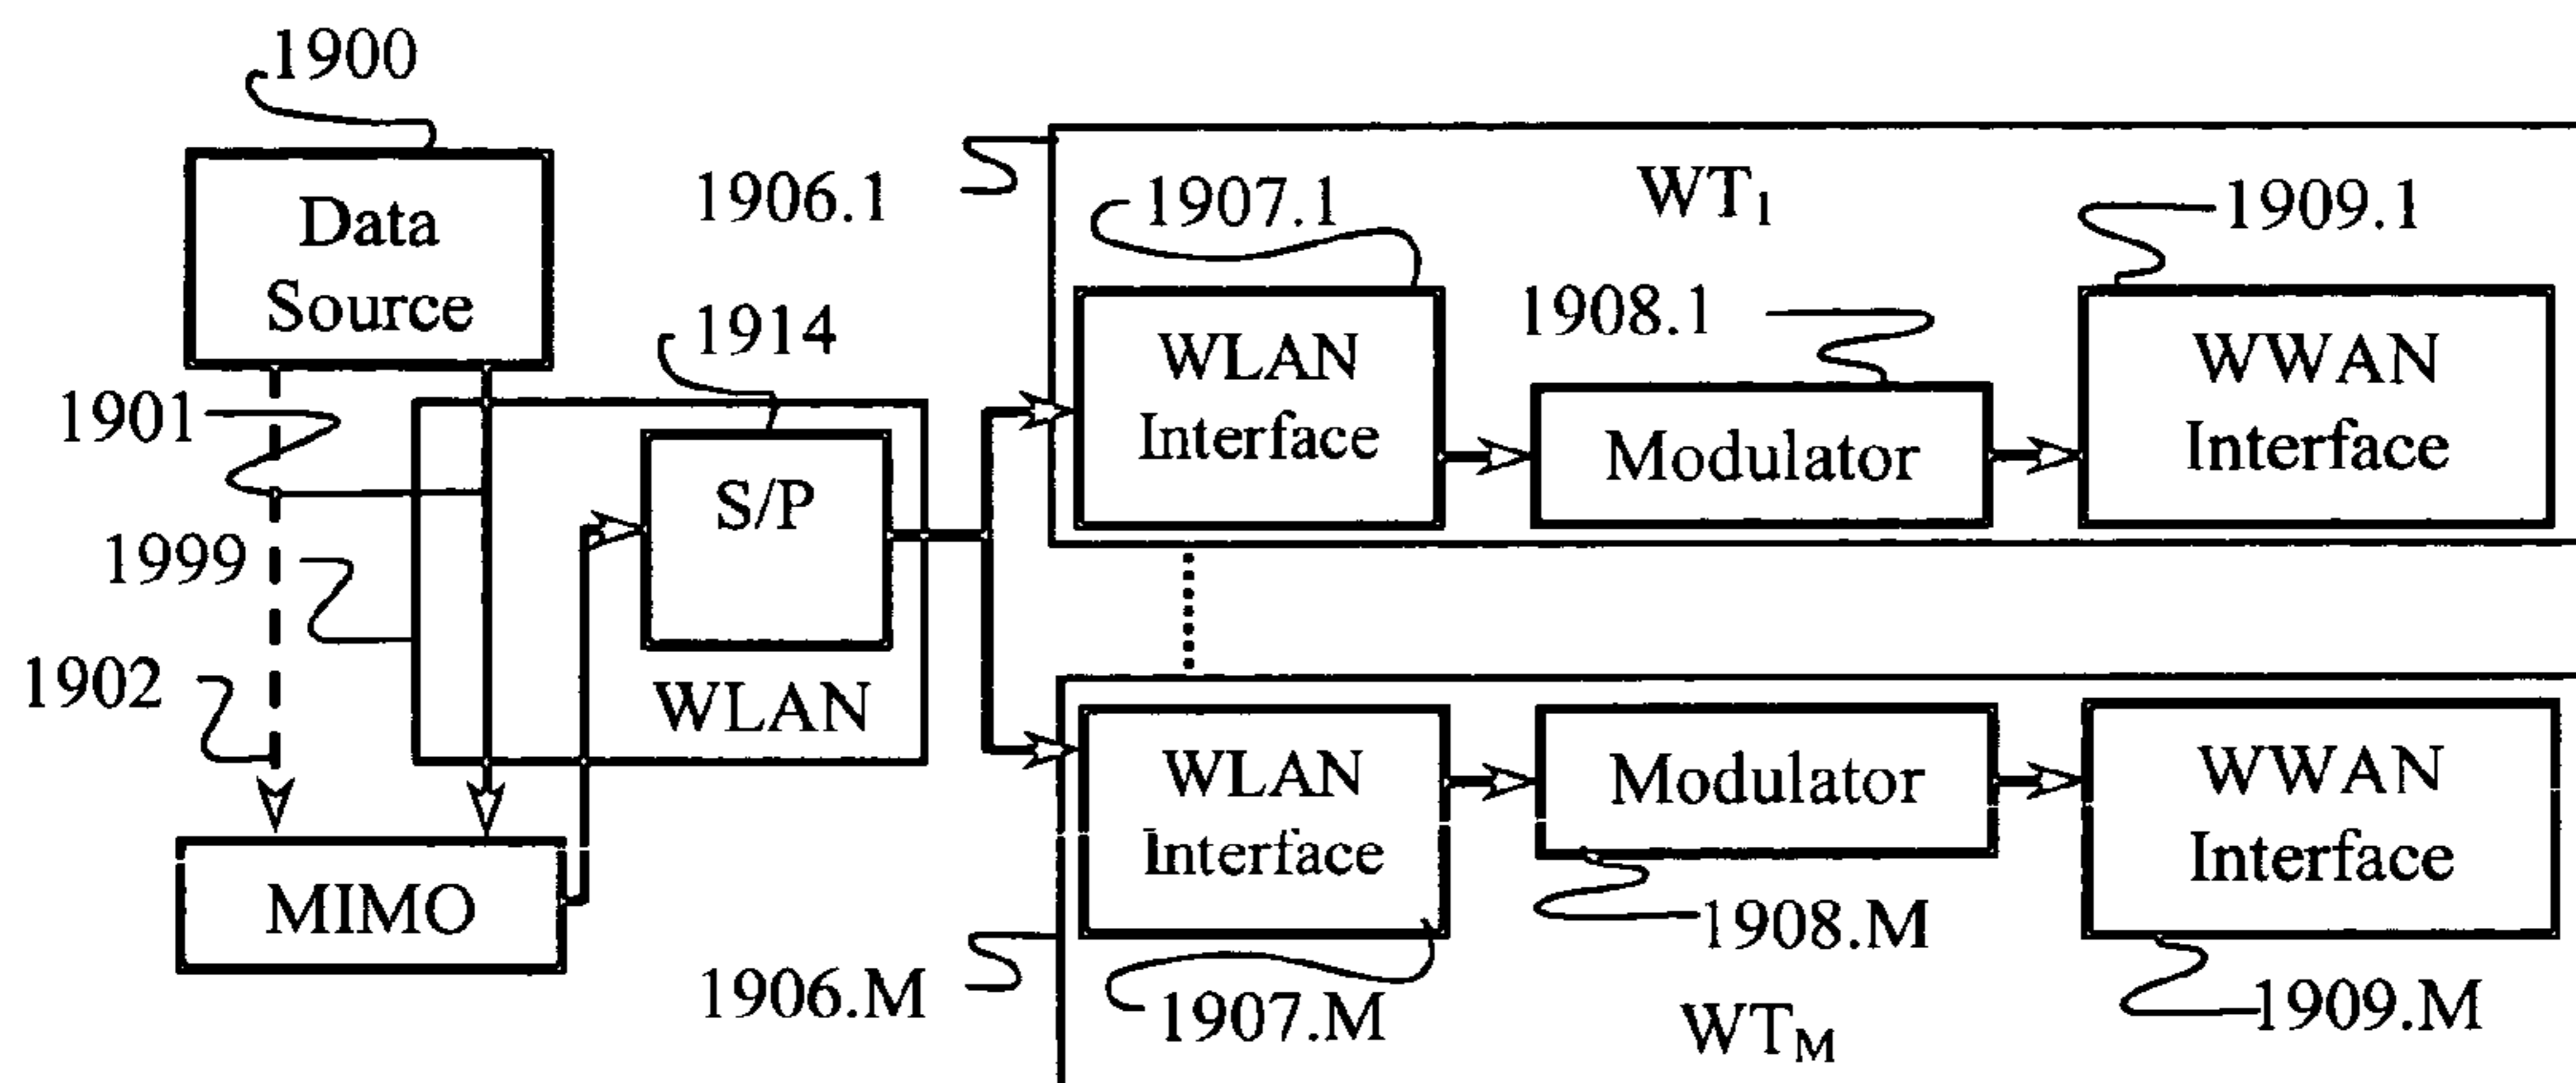 1900
Data
Source
1901
1999
1902
MIMO
1914
S/P
WLAN
1906.1
1907.1
WT1
1909.1
1908.1
WLAN
Interface
Modulator
WWAN
Interface
WLAN
Interface
Modulator
WWAN
Interface
1906.M
1907.M
1908.M
WTM
1909.M